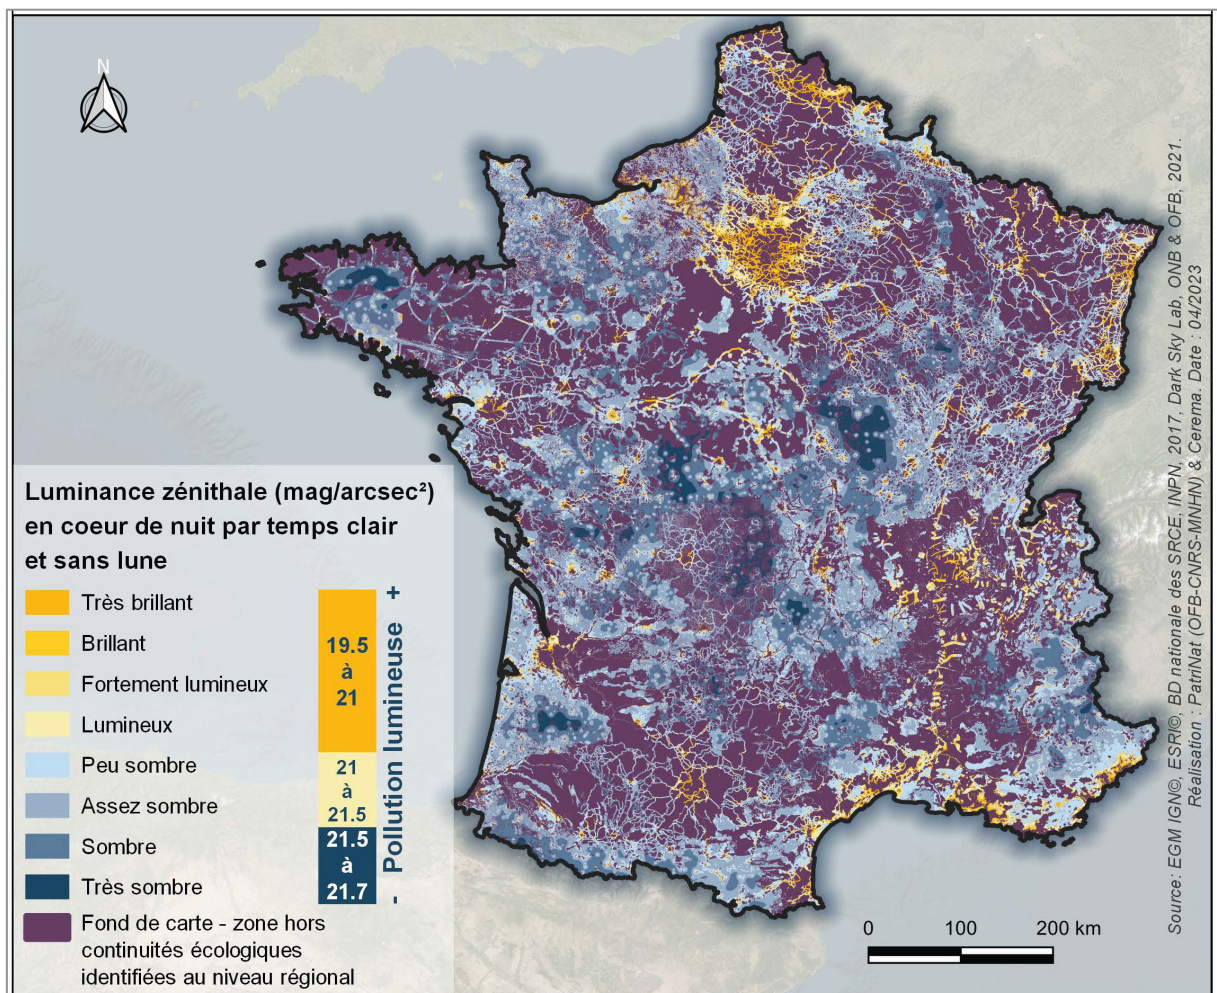 N
Luminance zénithale (mag/arcsec²)
en coeur de nuit par temps clair
et sans lune
Très brillant
Brillant
Fortement lumineux
Lumineux
Peu sombre
Assez sombre
Sombre
Très sombre
Fond de carte - zone hors
continuités écologiques
identifiées au niveau régional
19.5
à
21
21
à
21.5
21.5
à
21.7
- Pollution lumineuse +
0 100 200 km
Source: EGM IGN©, ESRI©, BD nationale des SRCE, INPN, 2017, Dark Sky Lab, ONB & OFB, 2021.
Réalisation : PatriNat (OFB-CNRS-MNHN) & Cerema. Date : 04/2023